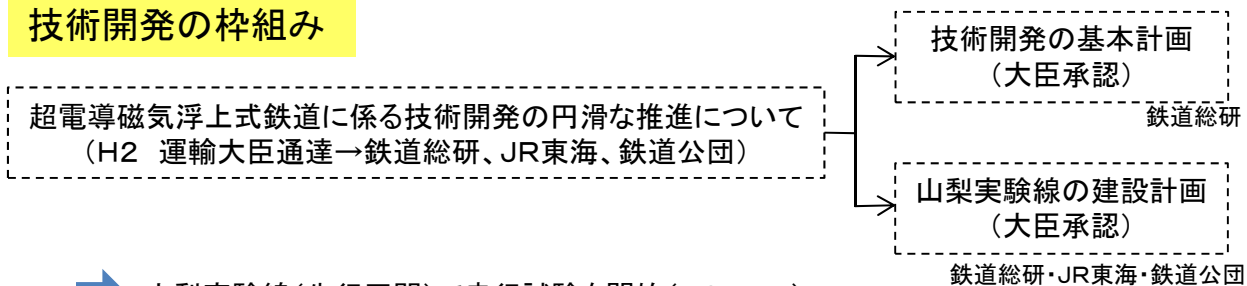 技術開発の枠組み
超電導磁気浮上式鉄道に係る技術開発の円滑な推進について
（H2　運輸大臣通達→鉄道総研、JR東海、鉄道公団）
技術開発の基本計画
（大臣承認）
鉄道総研
山梨実験線の建設計画
（大臣承認）
鉄道総研・JR東海・鉄道公団